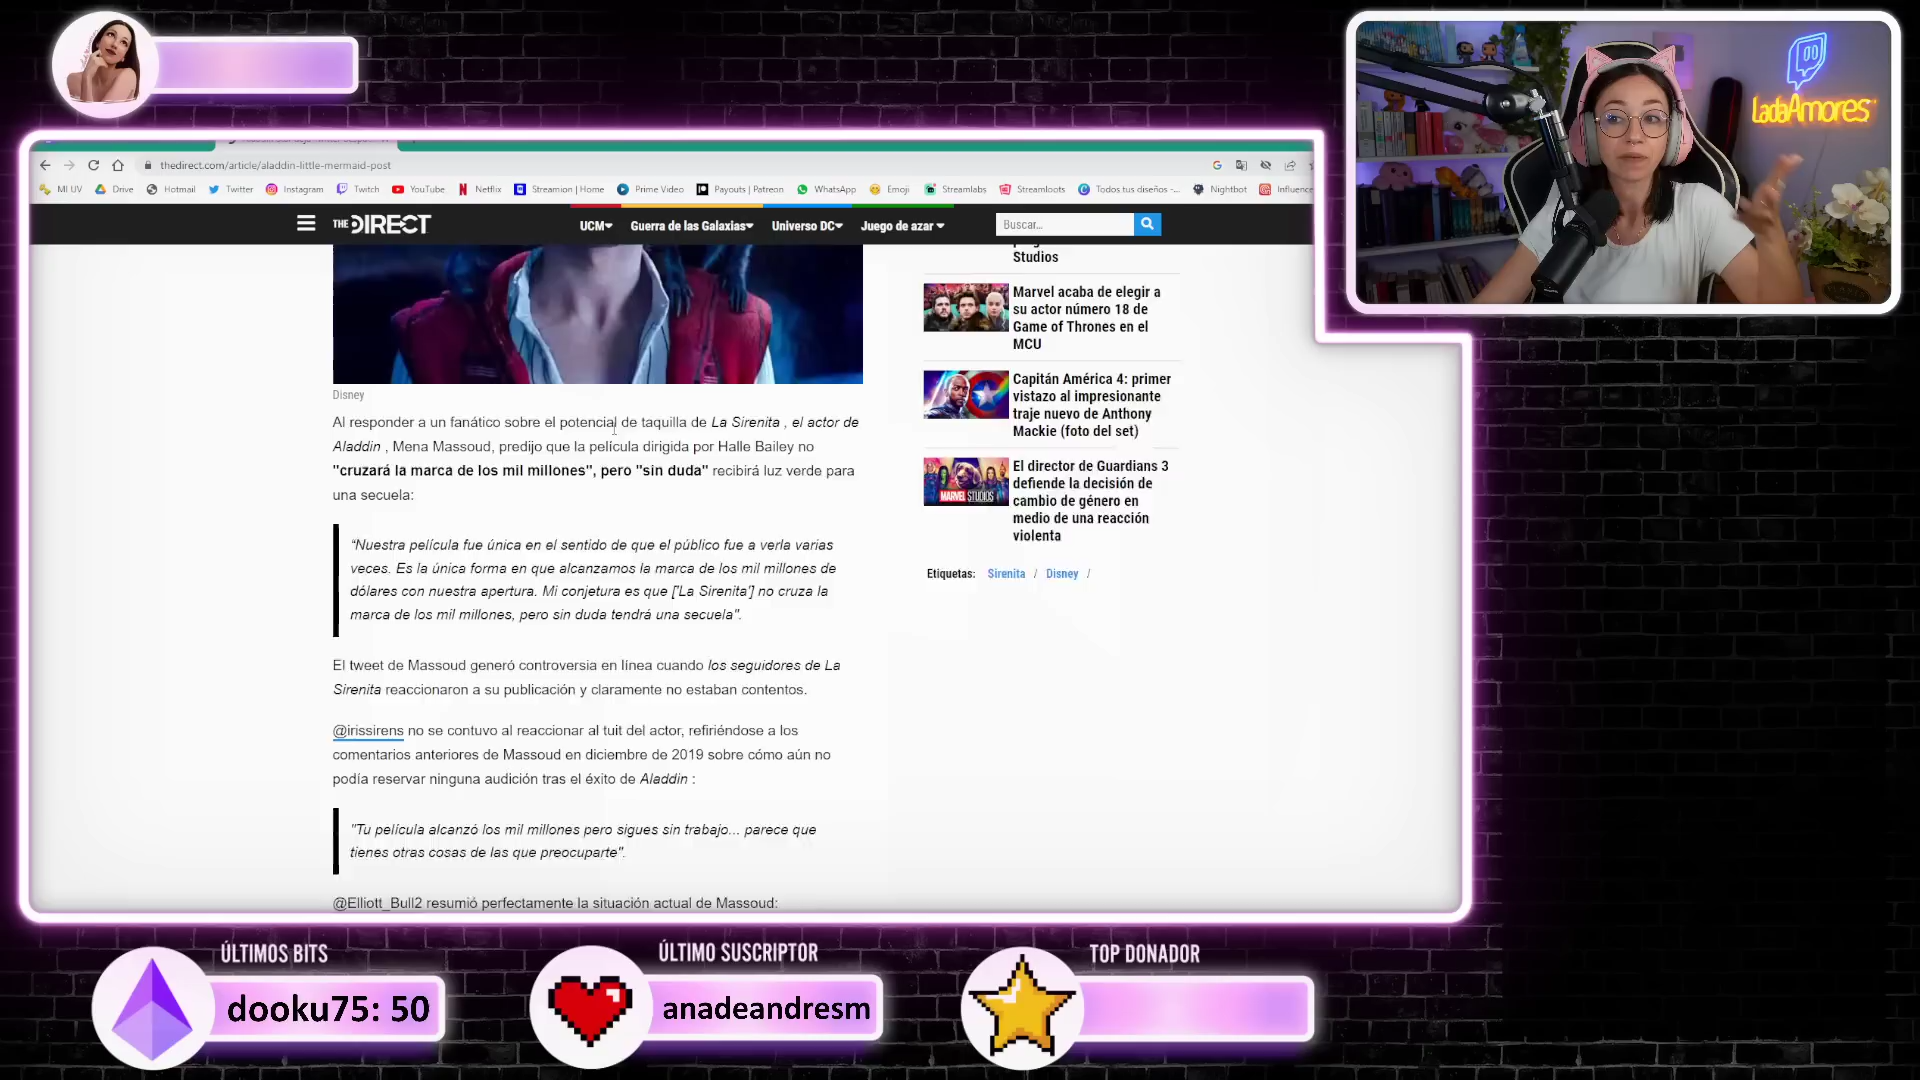 LadaAmores
thedirect.com/article/aladdin-little-mermaid-post
MI UV
Drive
Hotmail
Twitter
Instagram
Twitch
YouTube
Netflix
Streamion | Home
Prime Video
Payouts | Patreon
WhatsApp
Emoji
Streamlabs
Streamloots
Todos tus diseños -...
Nightbot
Influence
THE DIRECT
UCM
Guerra de las Galaxias
Universo DC
Juego de azar
Buscar...
Disney
Al responder a un fanático sobre el potencial de taquilla de La Sirenita , el actor de
Aladdin , Mena Massoud, predijo que la película dirigida por Halle Bailey no
"cruzará la marca de los mil millones", pero "sin duda" recibirá luz verde para
una secuela:
“Nuestra película fue única en el sentido de que el público fue a verla varias
veces. Es la única forma en que alcanzamos la marca de los mil millones de
dólares con nuestra apertura. Mi conjetura es que ['La Sirenita'] no cruza la
marca de los mil millones, pero sin duda tendrá una secuela".
El tweet de Massoud generó controversia en línea cuando los seguidores de La
Sirenita reaccionaron a su publicación y claramente no estaban contentos.
@irissirens no se contuvo al reaccionar al tuit del actor, refiriéndose a los
comentarios anteriores de Massoud en diciembre de 2019 sobre cómo aún no
podía reservar ninguna audición tras el éxito de Aladdin :
"Tu película alcanzó los mil millones pero sigues sin trabajo... parece que
tienes otras cosas de las que preocuparte".
@Elliott_Bull2 resumió perfectamente la situación actual de Massoud:
Studios
Marvel acaba de elegir a
su actor número 18 de
Game of Thrones en el
MCU
Capitán América 4: primer
vistazo al impresionante
traje nuevo de Anthony
Mackie (foto del set)
MARVEL STUDIOS
El director de Guardians 3
defiende la decisión de
cambio de género en
medio de una reacción
violenta
Etiquetas: Sirenita / Disney /
ÚLTIMOS BITS
dooku75: 50
ÚLTIMO SUSCRIPTOR
anadeandresm
TOP DONADOR